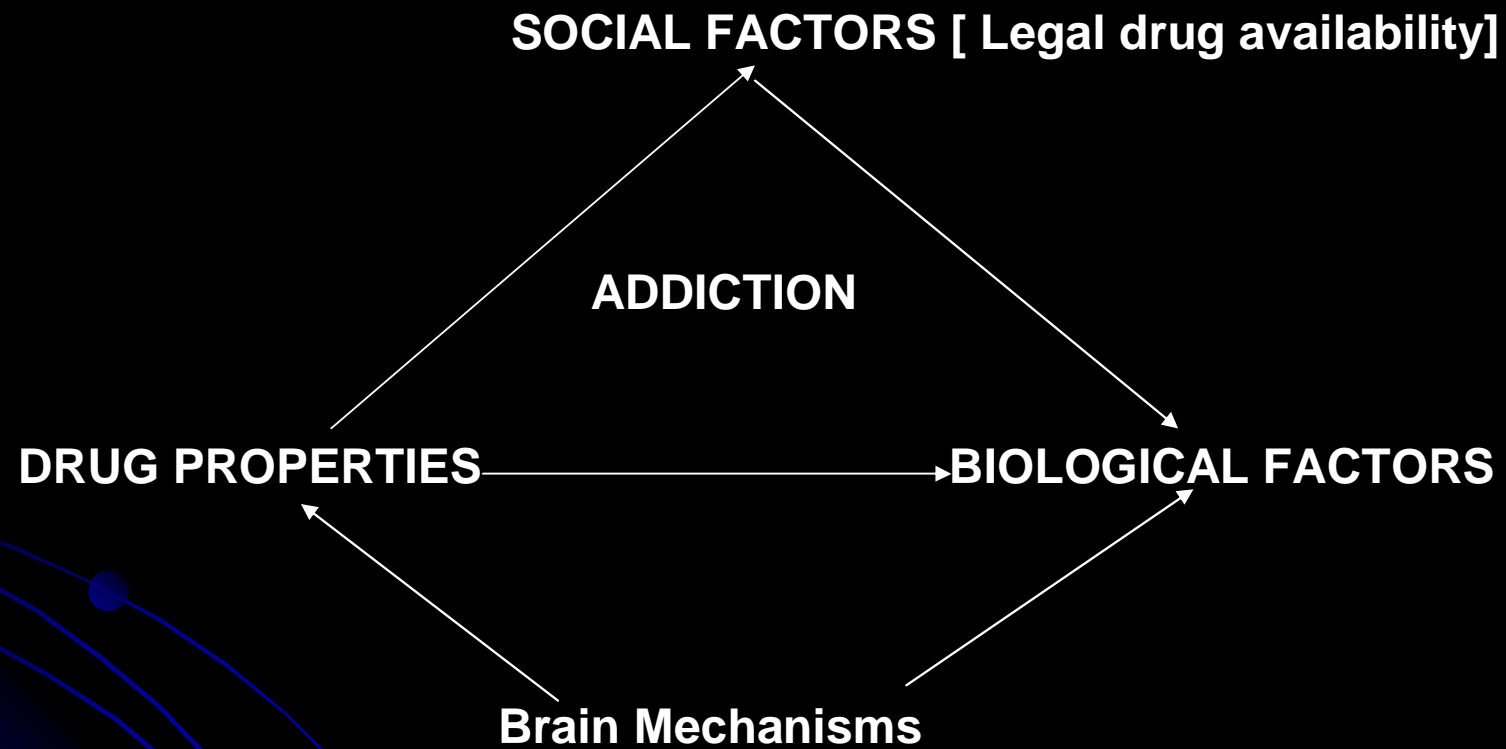 SOCIAL FACTORS [ Legal drug availability]
ADDICTION
DRUG PROPERTIES
BIOLOGICAL FACTORS
Brain Mechanisms